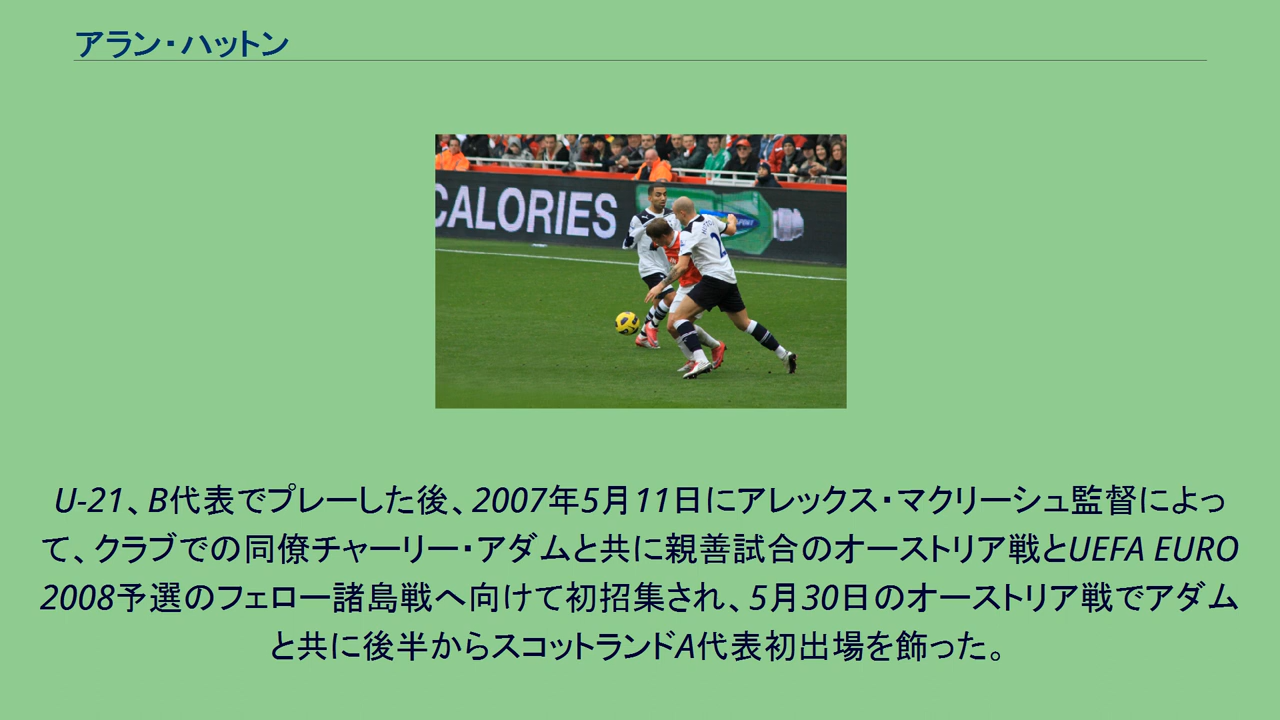 アラン・ハットン
CALORIES
2
U-21、B代表でプレーした後、2007年5月11日にアレックス・マクリーシュ監督によっ
て、クラブでの同僚チャーリー・アダムと共に親善試合のオーストリア戦とUEFA EURO
2008予選のフェロー諸島戦へ向けて初招集され、5月30日のオーストリア戦でアダム
と共に後半からスコットランドA代表初出場を飾った。